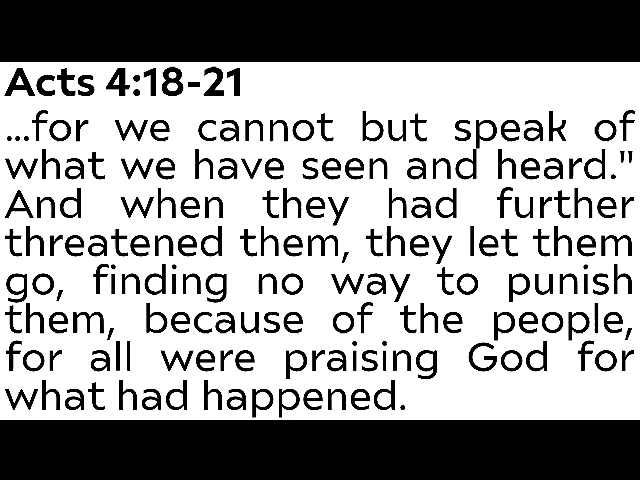 Acts 4:18-21
...for we cannot but speak of
what we have seen and heard."
And when they had further
threatened them, they let them
go, finding no way to punish
them, because of the people,
for all were praising God for
what had happened.